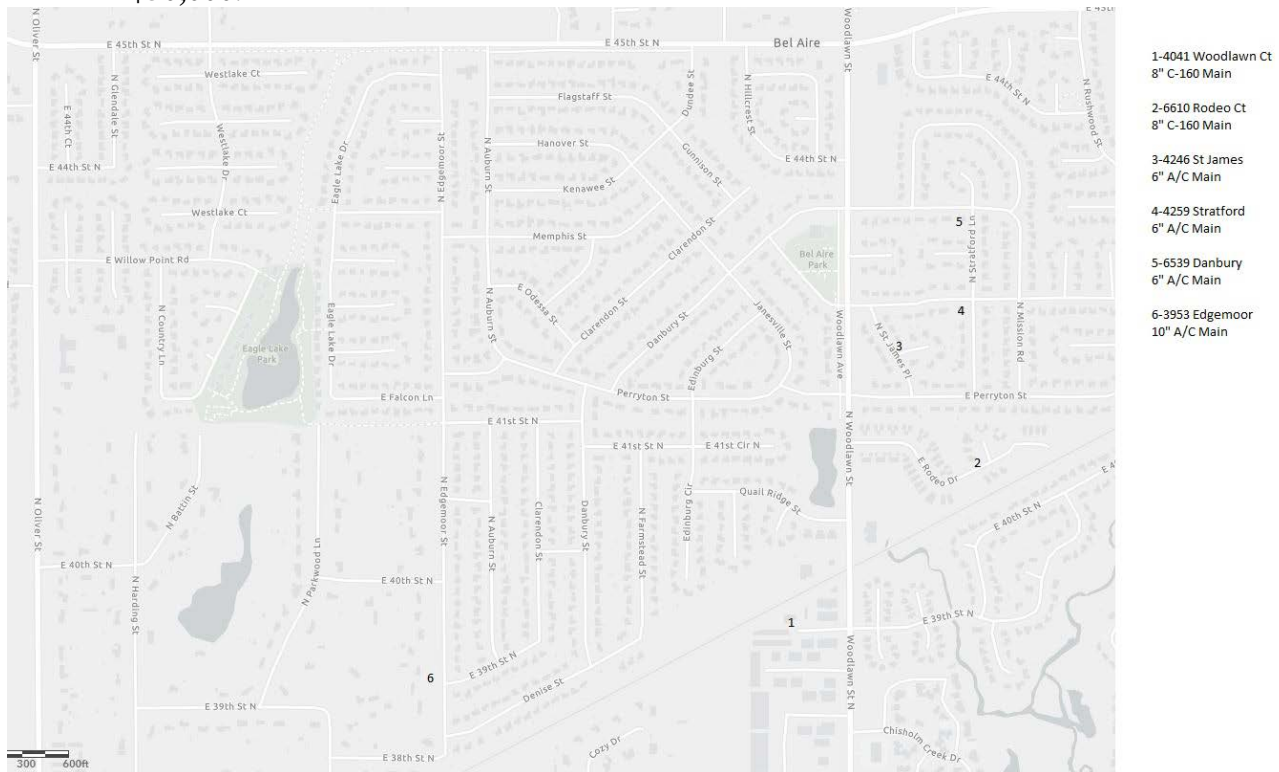 N Oliver St
E 45th St N
E 45th St N
Bel Aire
Woodlawn St
Westlake Ct
N Glendale St
E 44th Ct
Westlake Dr
E 44th St N
Westlake Ct
E Willow Point Rd
Eagle Lake Dr
N Edgemoor St
N Auburn St
Flagstaff St
Hanover St
Kenawee St
Memphis St
Dundee St
Gunnison St
N Hillcrest St
E 44th St N
E 44th St N
N Rushwood St
Clarendon St
Bel Aire
Park
5
N Stratford Ln
N Country Ln
Eagle Lake
Park
Eagle Lake Dr
N Auburn St
E Odessa St
Clarendon St
Danbury St
Janesville St
Edinburg St
Woodlawn Ave
4
3
N St James Pl
N Mission Rd
E Falcon Ln
Perryton St
E Perryton St
E 41st St N
E 41st St N
E 41st Cir N
N Woodlawn St
E Rodeo Dr
2
N Oliver St
N Battin St
N Edgemoor St
N Auburn St
Clarendon St
Danbury St
N Farmstead St
Edinburg Cir
Quail Ridge St
E 40th St N
E 40th St N
N Harding St
N Parkwood Ln
E 40th St N
1
E 39th St N
6
E 39th St N
Denise St
E 39th St N
Woodlawn St N
E 38th St N
Cozy Dr
Chisholm Creek Dr
300 600ft
1-4041 Woodlawn Ct
8" C-160 Main
2-6610 Rodeo Ct
8" C-160 Main
3-4246 St James
6" A/C Main
4-4259 Stratford
6" A/C Main
5-6539 Danbury
6" A/C Main
6-3953 Edgemoor
10" A/C Main